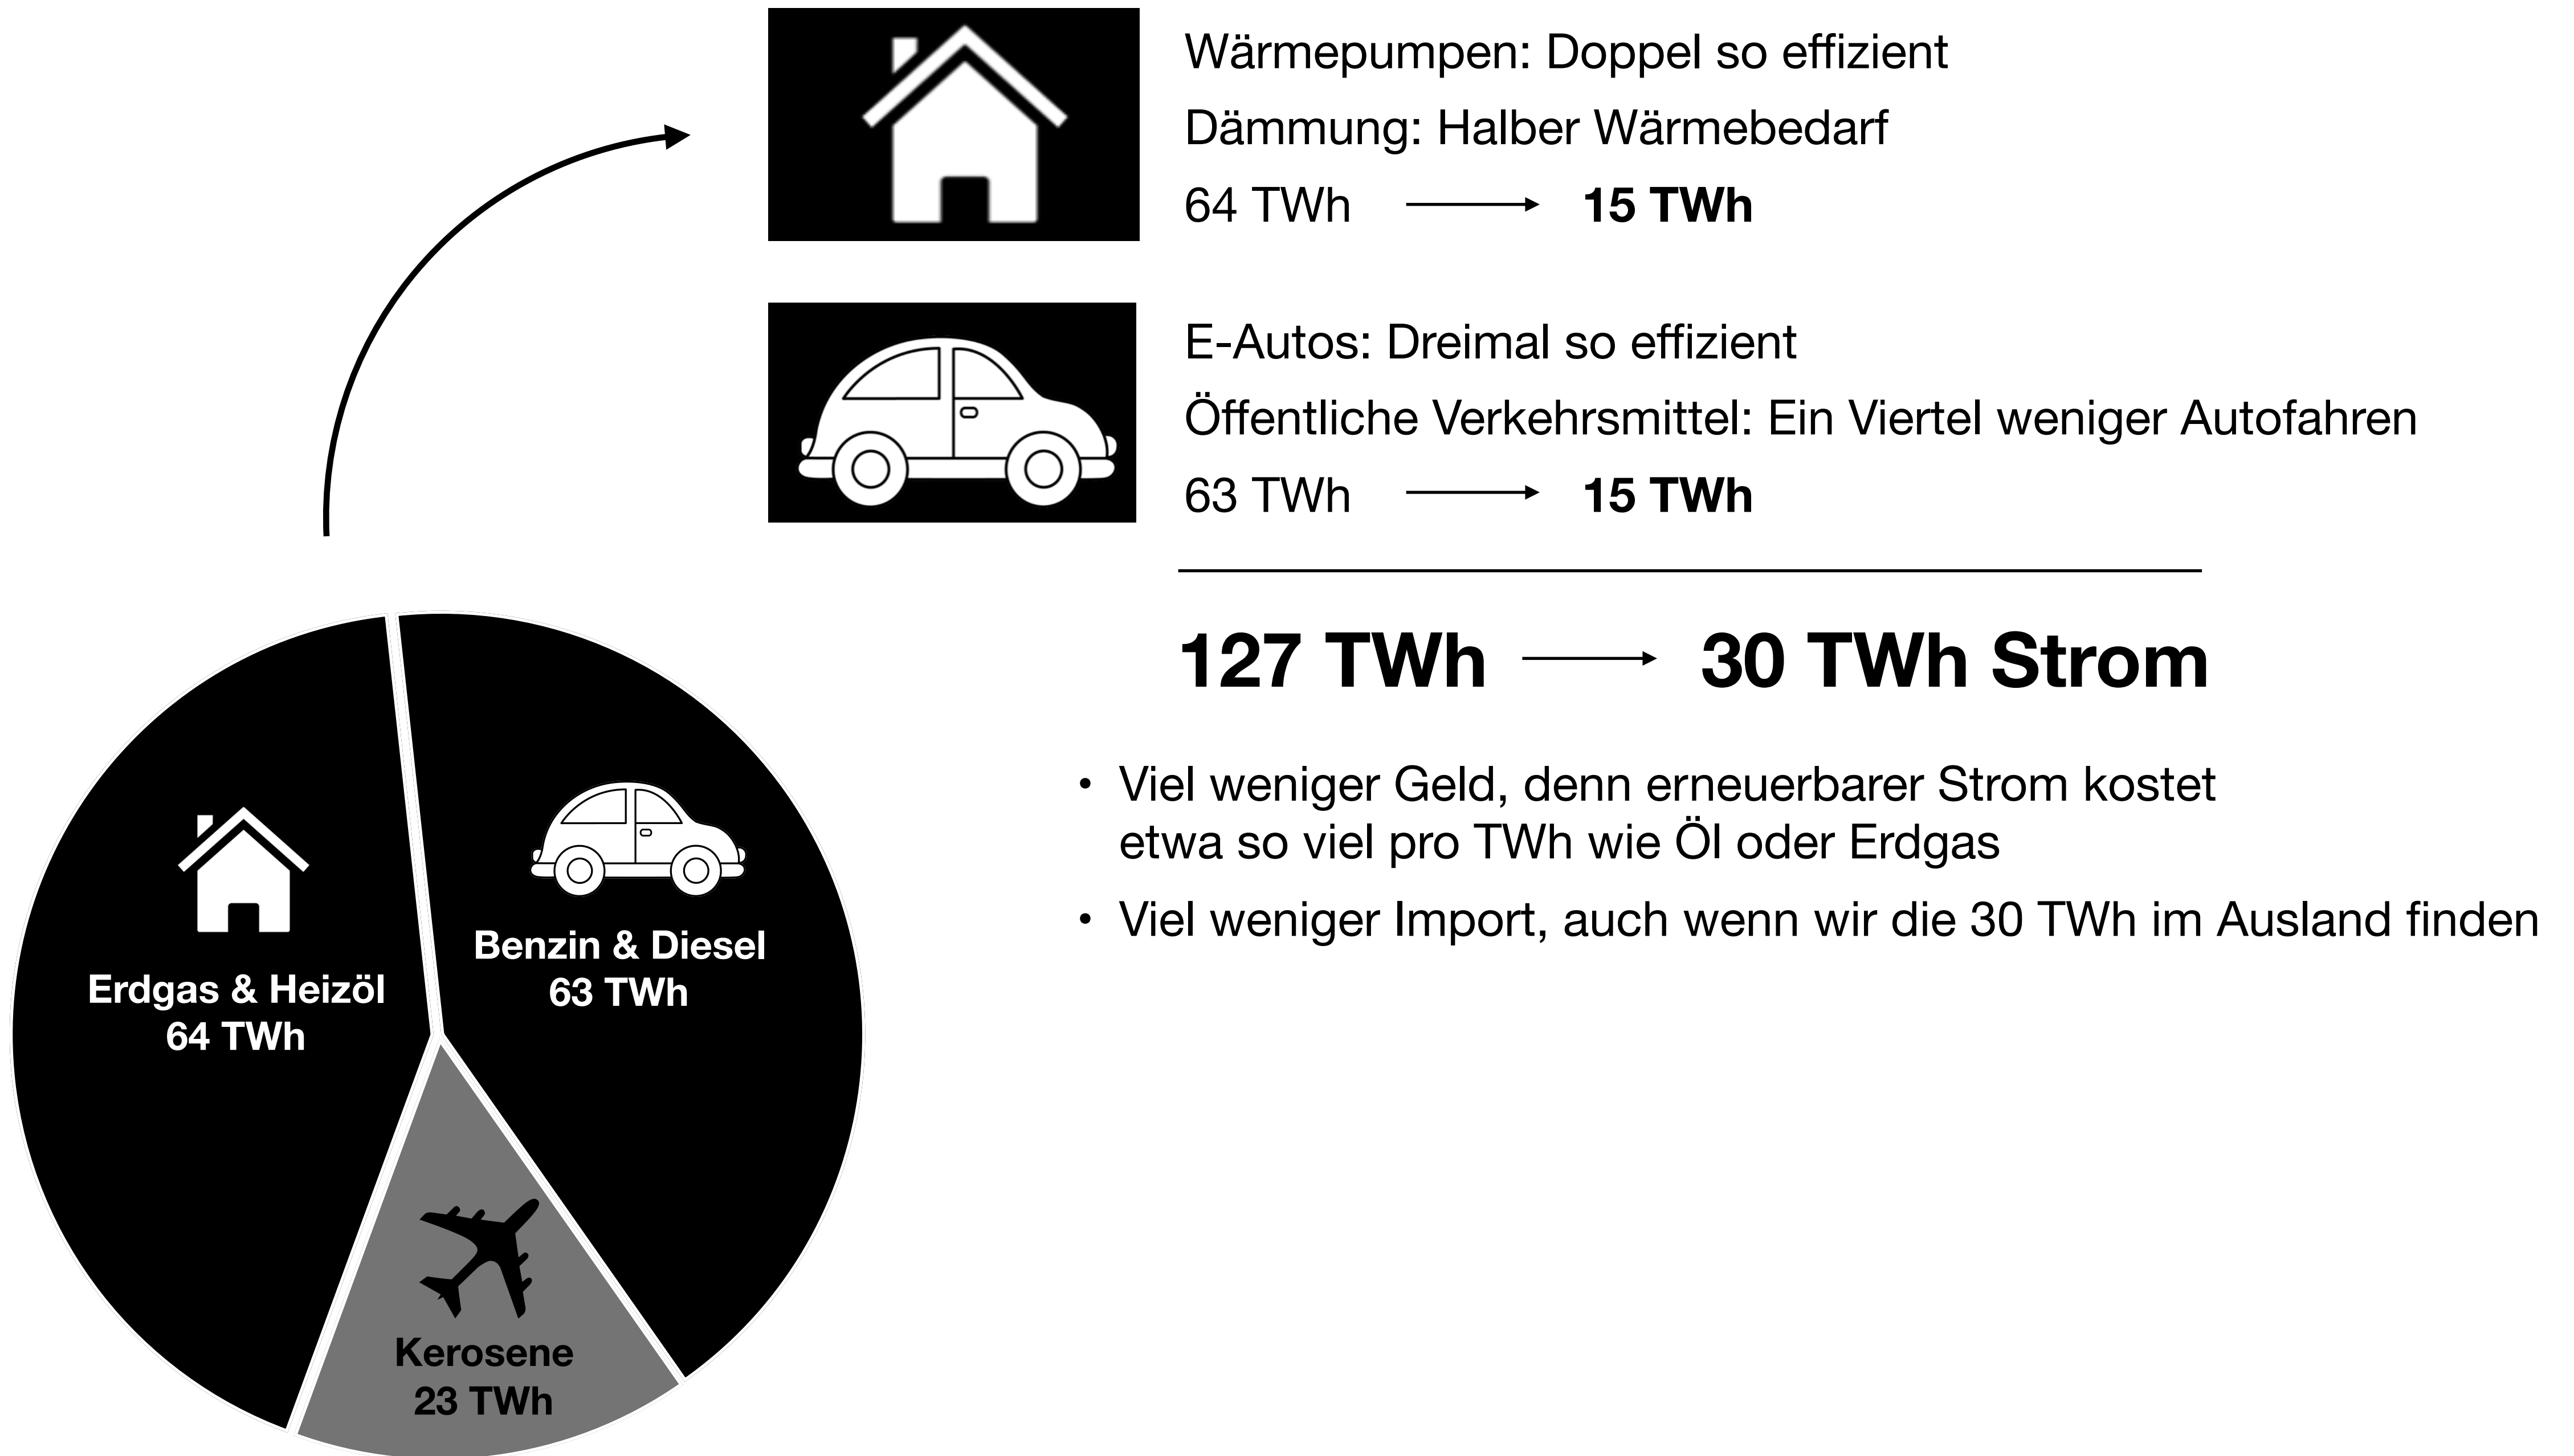 Wärmepumpen: Doppel so effizient
Dämmung: Halber Wärmebedarf
64 TWh 15 TWh
E-Autos: Dreimal so effizient
Öffentliche Verkehrsmittel: Ein Viertel weniger Autofahren
63 TWh 15 TWh
127 TWh 30 TWh Strom
• Viel weniger Geld, denn erneuerbarer Strom kostet
etwa so viel pro TWh wie Öl oder Erdgas
• Viel weniger Import, auch wenn wir die 30 TWh im Ausland finden
Erdgas & Heizöl
64 TWh
Benzin & Diesel
63 TWh
Kerosene
23 TWh